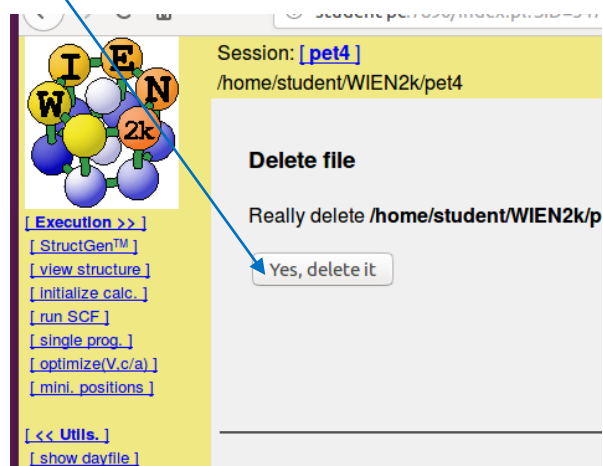 Session: [ pet4 ]
/home/student/WIEN2k/pet4
W I E N
2k
Delete file
Really delete /home/student/WIEN2k/p
Yes, delete it
[ Execution >> ]
[ StructGen™ ]
[ view structure ]
[ initialize calc. ]
[ run SCF ]
[ single prog. ]
[ optimize(V,c/a) ]
[ mini. positions ]
[ << Utils. ]
[ show dayfile ]